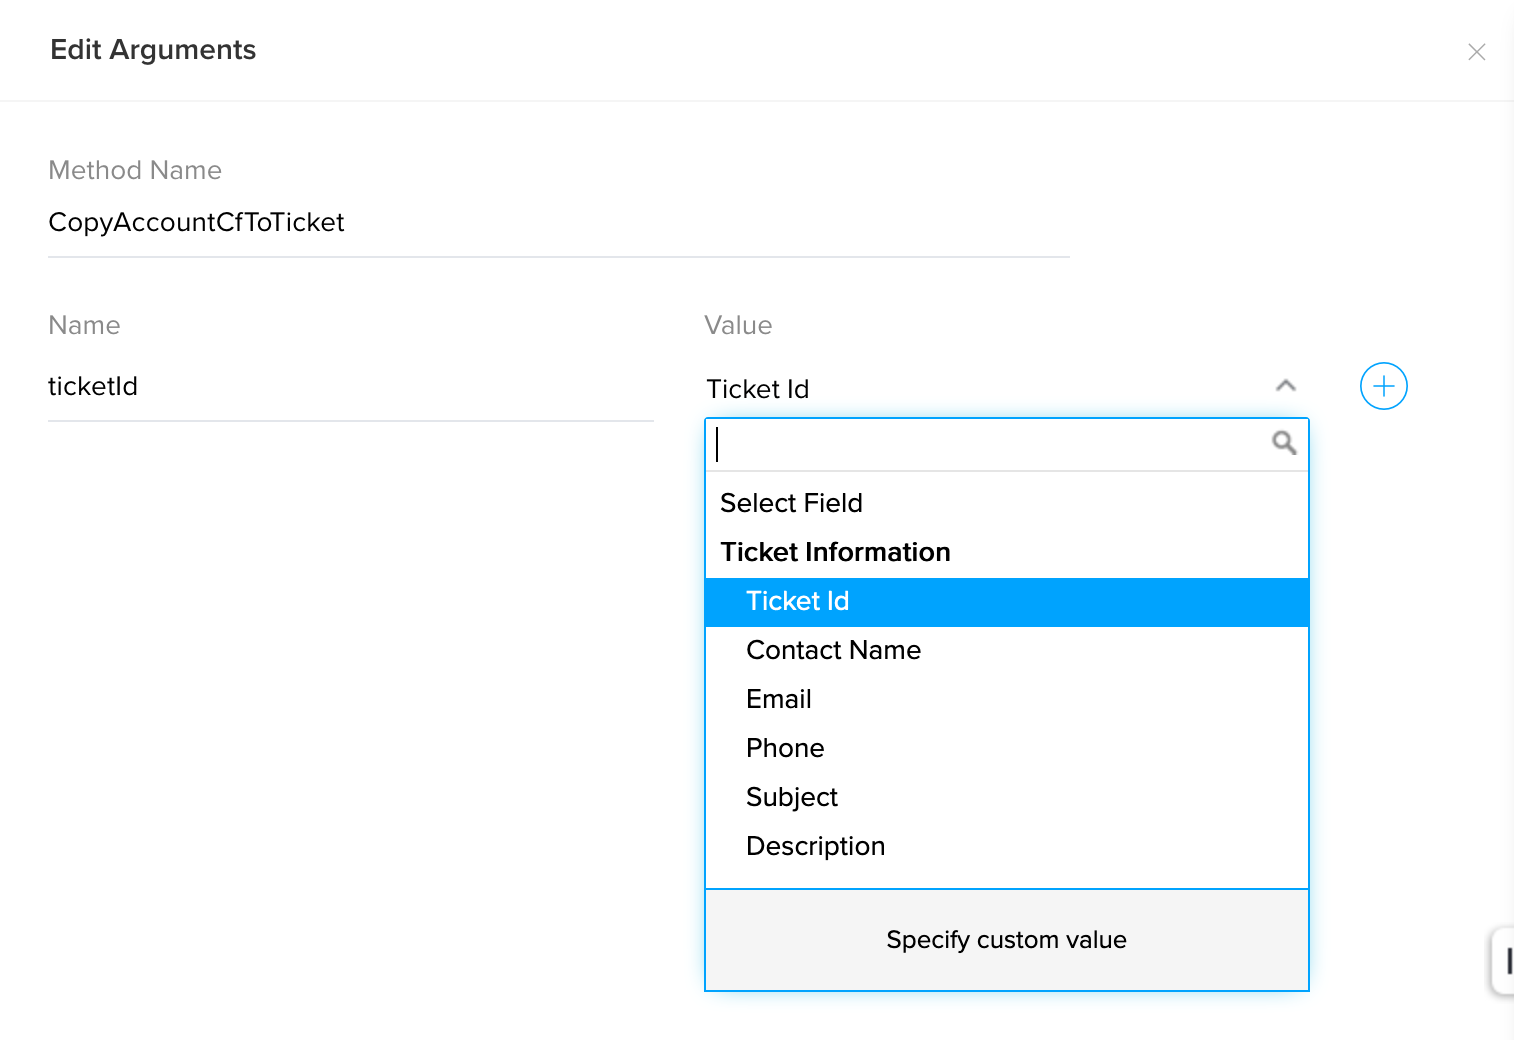 Edit Arguments
Method Name
CopyAccountCfToTicket
Name
Value
ticketId
Ticket Id
Select Field
Ticket Information
Ticket Id
Contact Name
Email
Phone
Subject
Description
Specify custom value